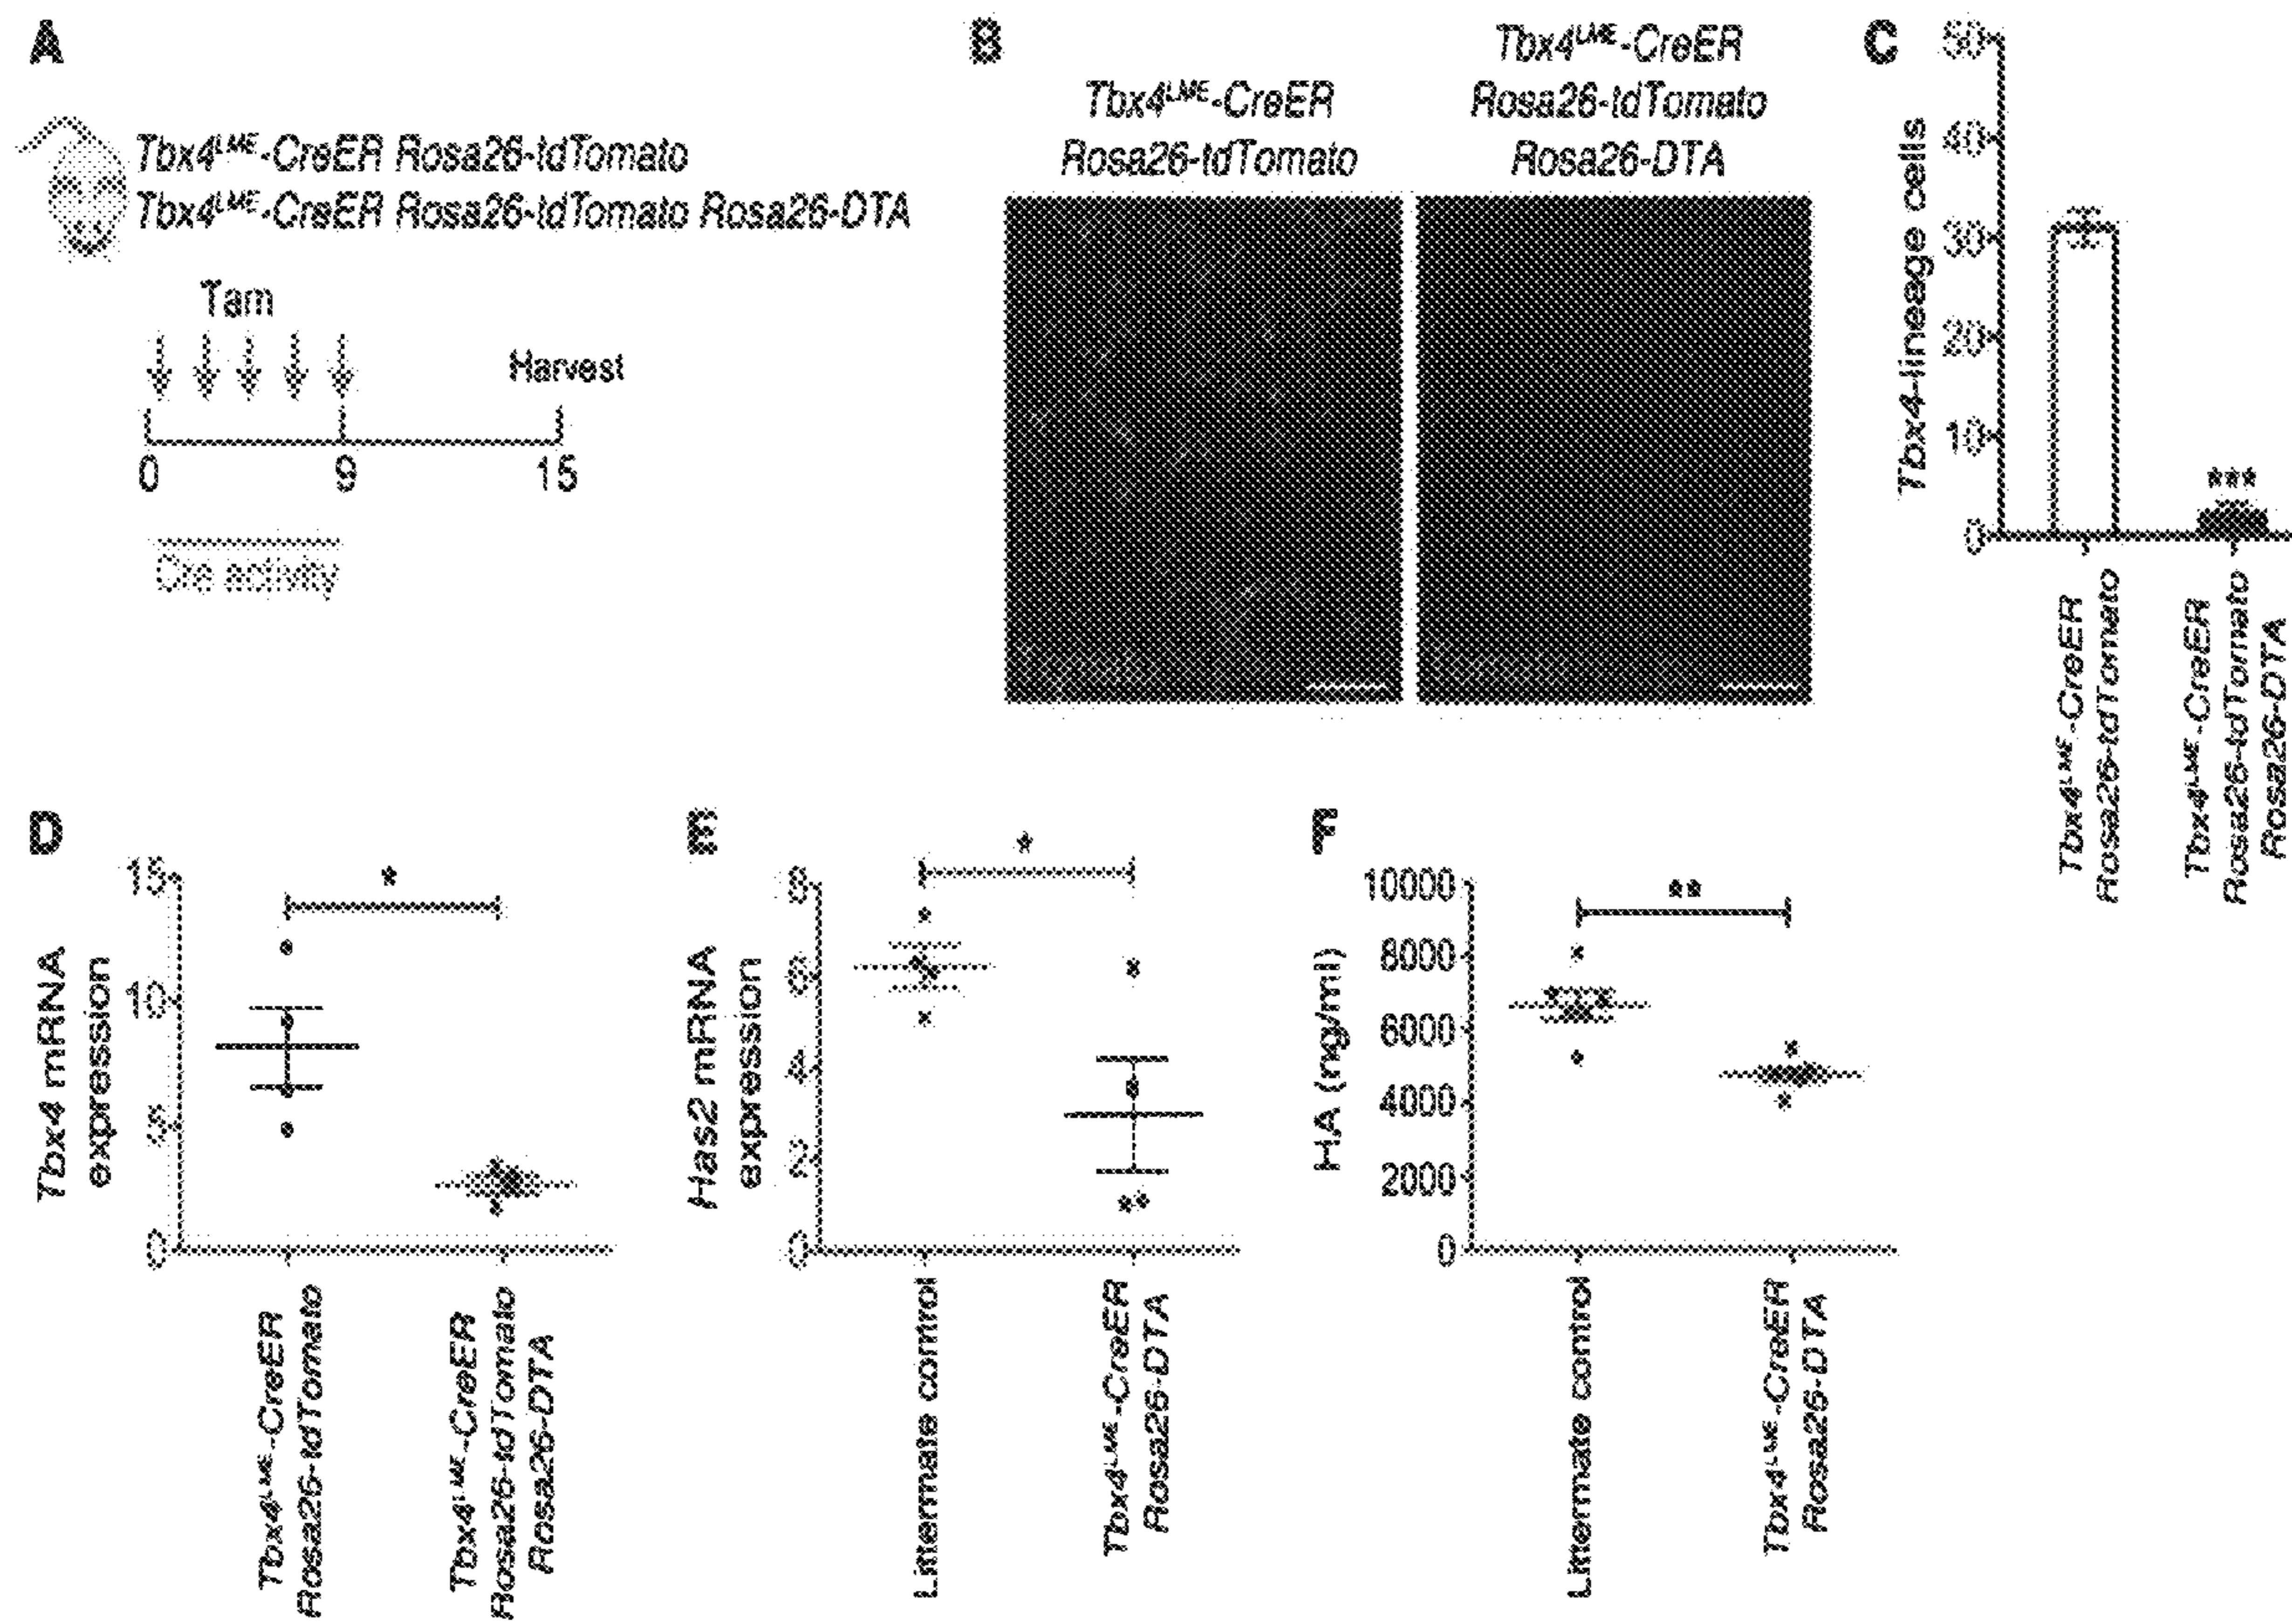 A
Tbx4LME-CreER Rosa26-tdTomato
Tbx4LME-CreER Rosa26-tdTomato Rosa26-DTA
Tam
Harvest
0
9
15
Cre activity
B
Tbx4LME-CreER
Rosa26-tdTomato
Tbx4LME-CreER
Rosa26-tdTomato
Rosa26-DTA
C
Tbx4-lineage cells
50
40
30
20
10
0
***
Tbx4LME-CreER
Rosa26-tdTomato
Tbx4LME-CreER
Rosa26-tdTomato
Rosa26-DTA
D
Tbx4 mRNA
expression
15
10
5
0
*
Tbx4LME-CreER
Rosa26-tdTomato
Tbx4LME-CreER
Rosa26-tdTomato
Rosa26-DTA
E
Has2 mRNA
expression
8
6
4
2
0
*
Littermate control
Tbx4LME-CreER
Rosa26-DTA
F
HA (ng/ml)
10000
8000
6000
4000
2000
0
**
Littermate control
Tbx4LME-CreER
Rosa26-DTA